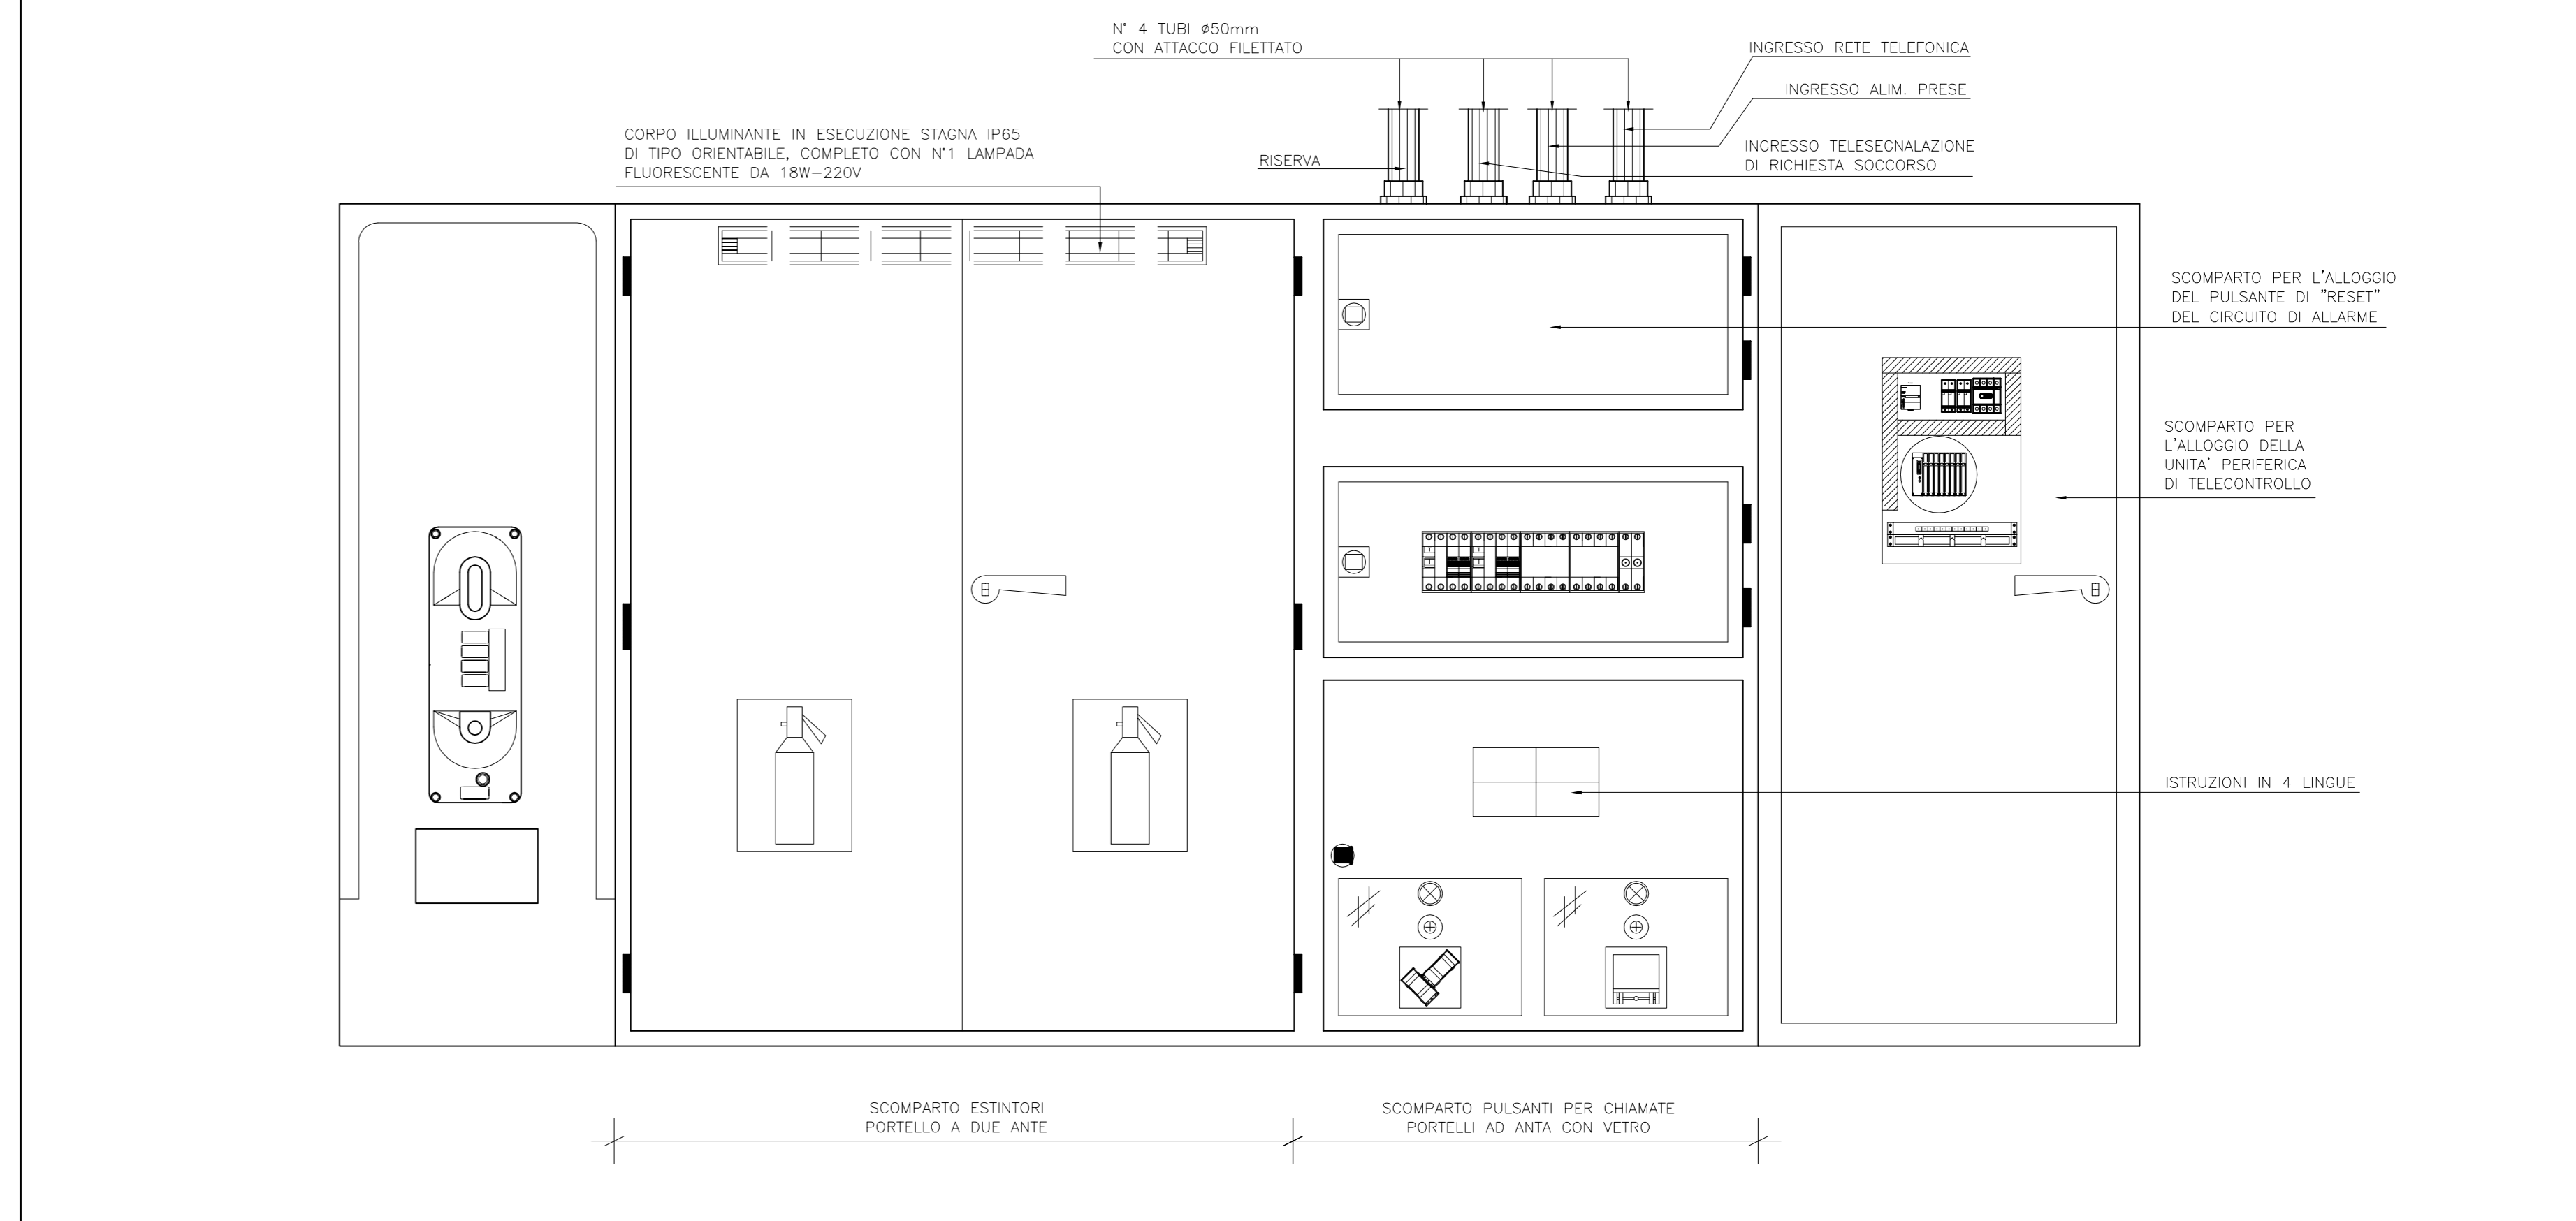 N° 4 TUBI ø50mm
CON ATTACCO FILETTATO
INGRESSO RETE TELEFONICA
INGRESSO ALIM. PRESE
CORPO ILLUMINANTE IN ESECUZIONE STAGNA IP65
DI TIPO ORIENTABILE, COMPLETO CON N°1 LAMPADA
FLUORESCENTE DA 18W-220V
RISERVA
INGRESSO TELESEGNALAZIONE
DI RICHIESTA SOCCORSO
SCOMPARTO PER L'ALLOGGIO
DEL PULSANTE DI "RESET"
DEL CIRCUITO DI ALLARME
SCOMPARTO PER
L'ALLOGGIO DELLA
UNITA' PERIFERICA
DI TELECONTROLLO
ISTRUZIONI IN 4 LINGUE
SCOMPARTO ESTINTORI
PORTELLO A DUE ANTE
SCOMPARTO PULSANTI PER CHIAMATE
PORTELLI AD ANTA CON VETRO